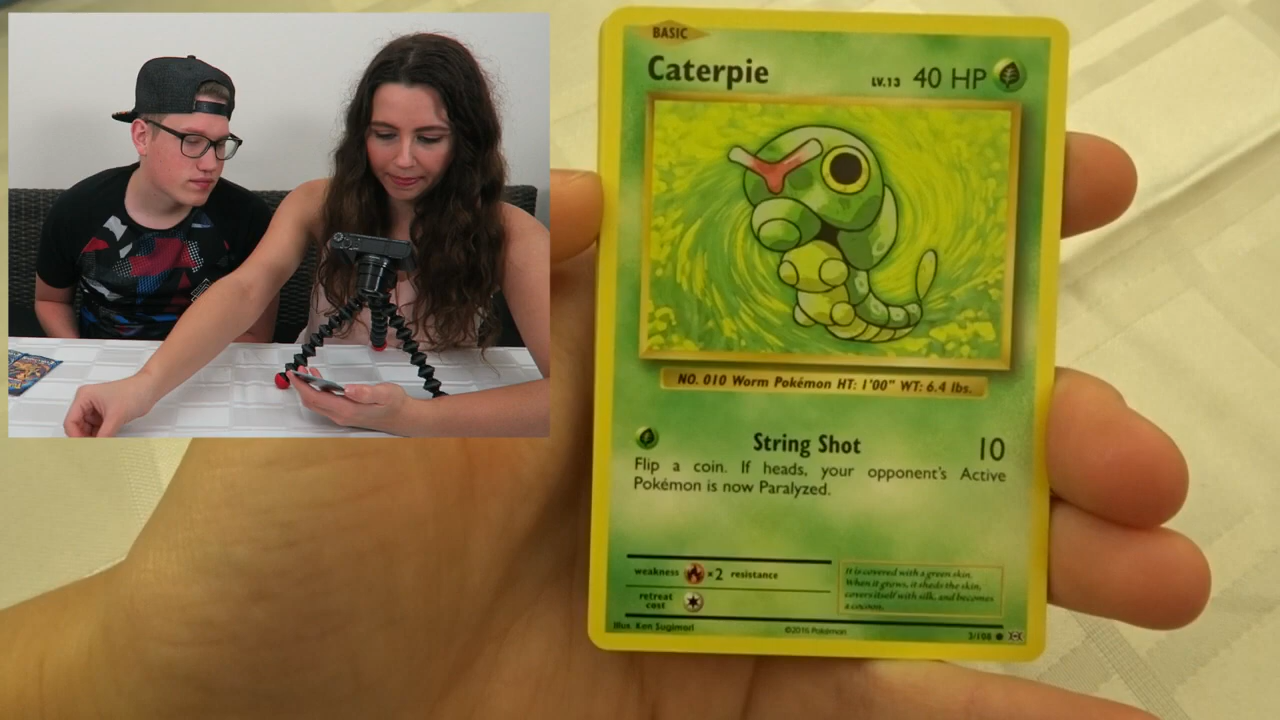 BASIC
Caterpie LV.13 40 HP
NO. 010 Worm Pokémon HT: 1'00" WT: 6.4 lbs.
String Shot 10
Flip a coin. If heads, your opponent's Active
Pokémon is now Paralyzed.
weakness ×2 resistance
retreat
cost
It is covered with a green skin.
When it grows, it sheds the skin,
covers itself with silk, and becomes
a cocoon.
Illus. Ken Sugimori ©2016 Pokémon 3/108